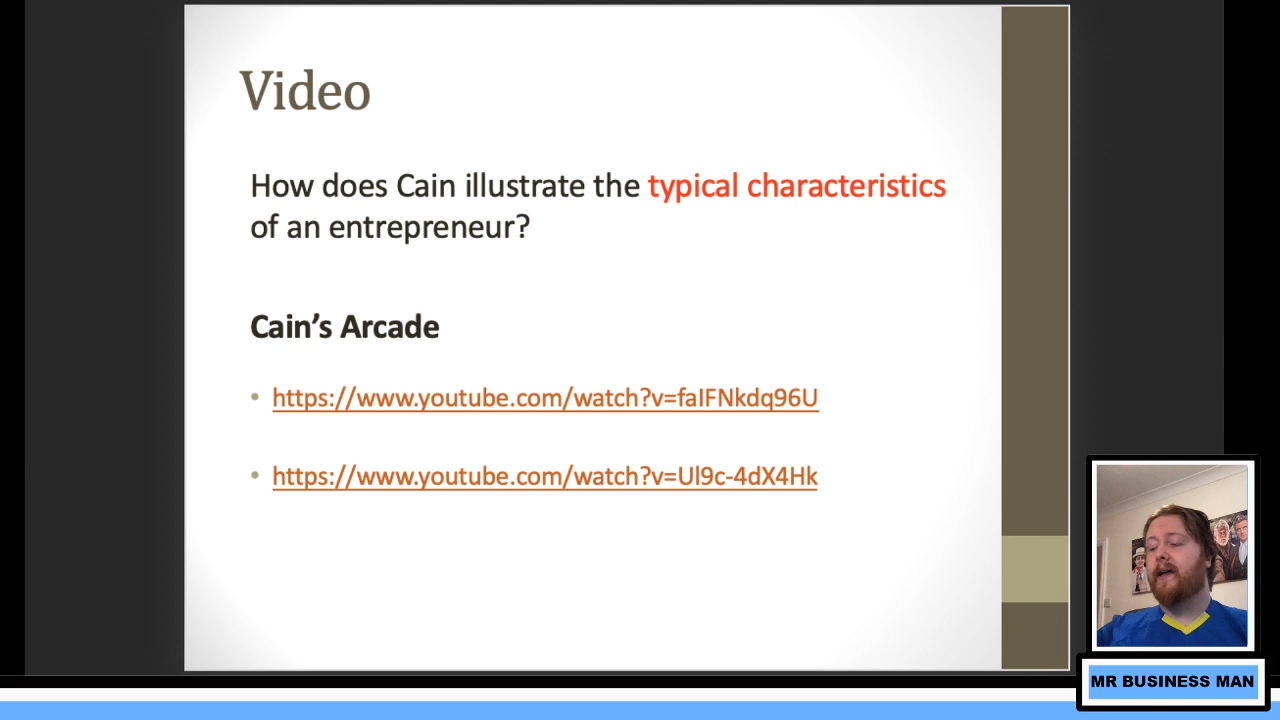 Video
How does Cain illustrate the typical characteristics
of an entrepreneur?
Cain’s Arcade
• https://www.youtube.com/watch?v=faIFNkdq96U
• https://www.youtube.com/watch?v=Ul9c-4dX4Hk
MR BUSINESS MAN